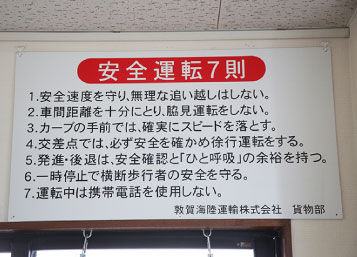 安全運転7則
1.安全速度を守り、無理な追い越しはしない。
2.車間距離を十分にとり、脇見運転をしない。
3.カーブの手前では、確実にスピードを落とす。
4.交差点では、必ず安全を確かめ徐行運転をする。
5.発進・後退は、安全確認と「ひと呼吸」の余裕を持つ。
6.一時停止で横断歩行者の安全を守る。
7.運転中は携帯電話を使用しない。
敦賀海陸運輸株式会社 貨物部